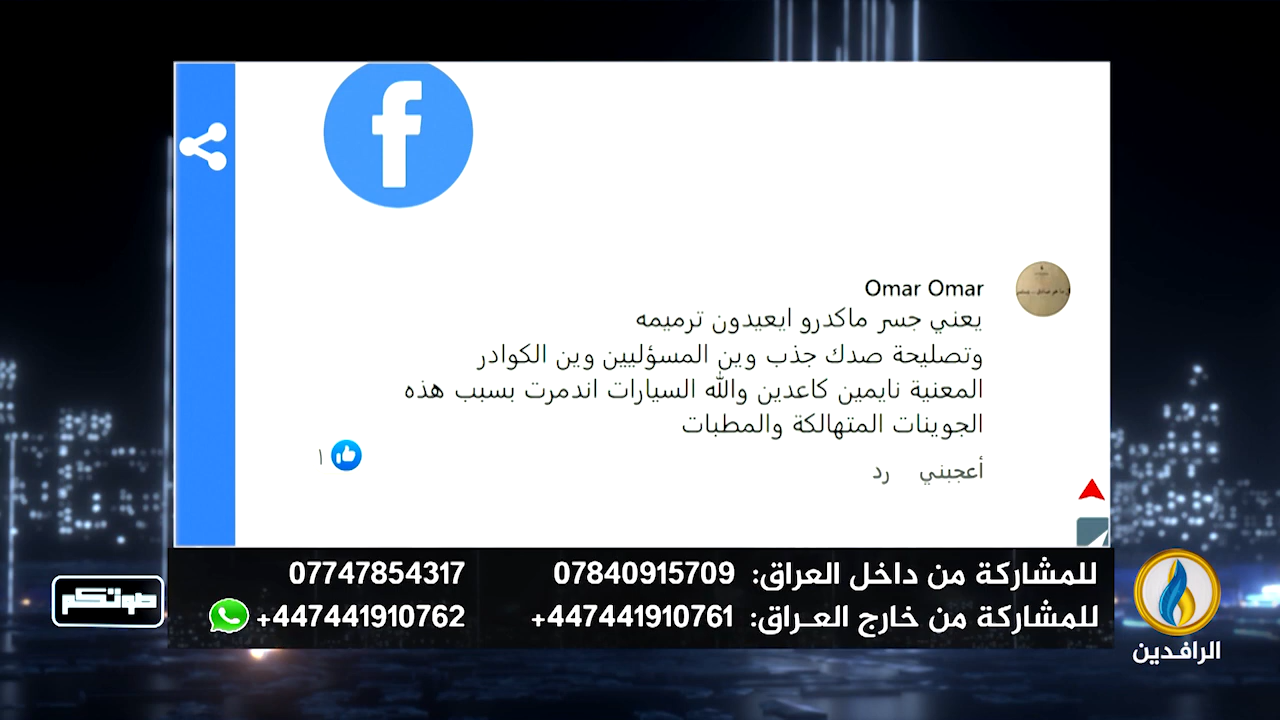 Omar Omar
يعني جسر ماكدرو ايعيدون ترميمه
وتصليحة صدك جذب وين المسؤليين وين الكوادر
المعنية نايمين كاعدين والله السيارات اندمرت بسبب هذه
الجوينات المتهالكة والمطبات
أعجبني رد
١
للمشاركة من داخل العراق: 07840915709 07747854317
للمشاركة من خارج العـراق: 447441910761+ 447441910762+
صوتكم
الرافدين